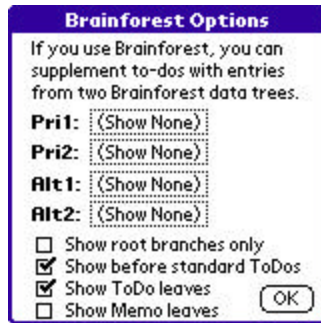 Brainforest Options
If you use Brainforest, you can
supplement to-dos with entries
from two Brainforest data trees.
Pri1: (Show None)
Pri2: (Show None)
Alt1: (Show None)
Alt2: (Show None)
Show root branches only
Show before standard ToDos
Show ToDo leaves
Show Memo leaves
OK